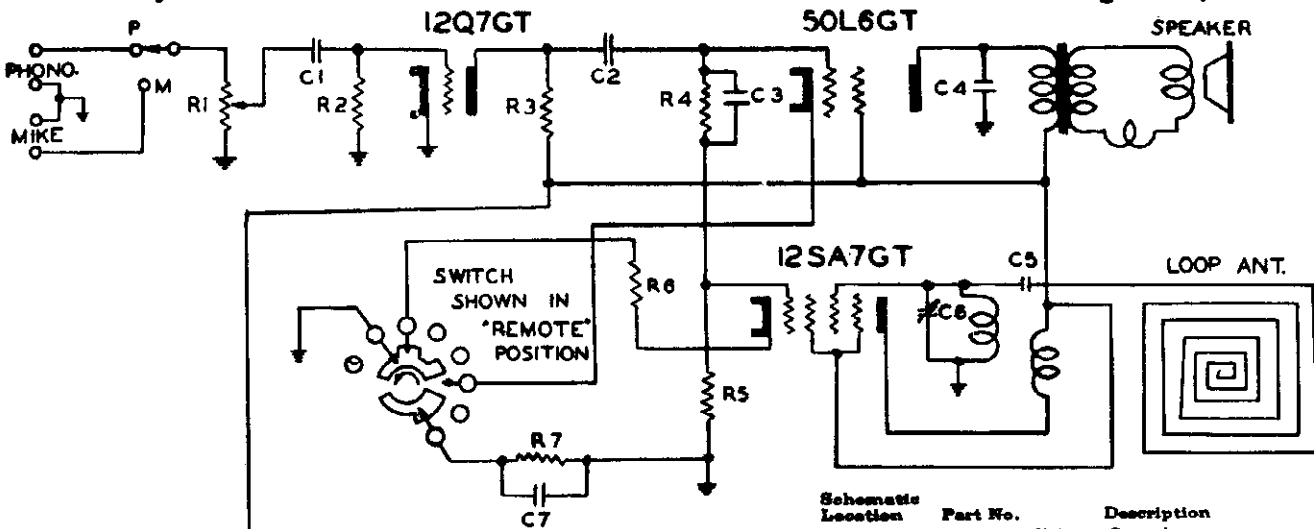 12Q7GT
50L6GT
SPEAKER
P
PHONO.
MIKE
M
R1
C1
R2
R3
C2
R4
C3
C4
SWITCH
SHOWN IN
"REMOTE"
POSITION
R6
12SA7GT
C6
C5
LOOP ANT.
R5
R7
C7
Schematic
Location Part No. Description